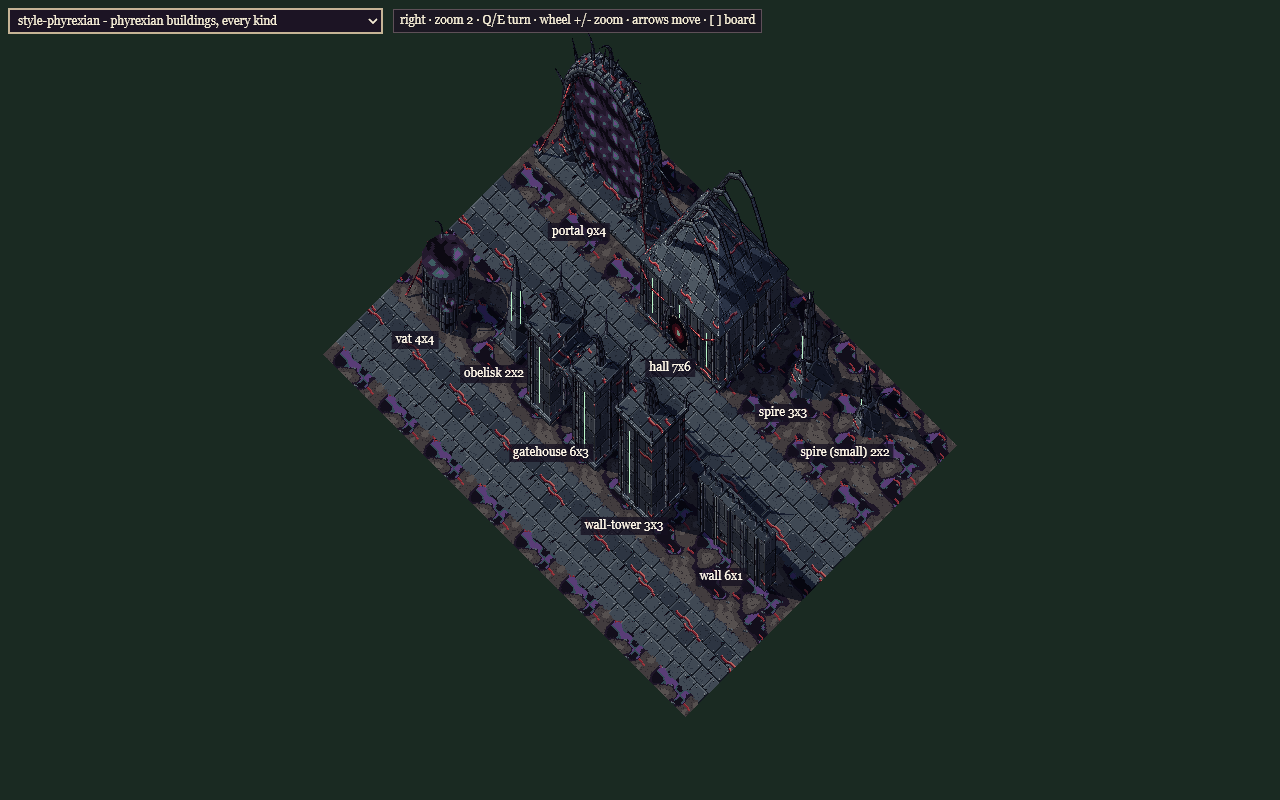 style-phyrexian - phyrexian buildings, every kind
right · zoom 2 · Q/E turn · wheel +/- zoom · arrows move · [ ] board
portal 9x4
vat 4x4
hall 7x6
obelisk 2x2
spire 3x3
gatehouse 6x3
spire (small) 2x2
wall-tower 3x3
wall 6x1